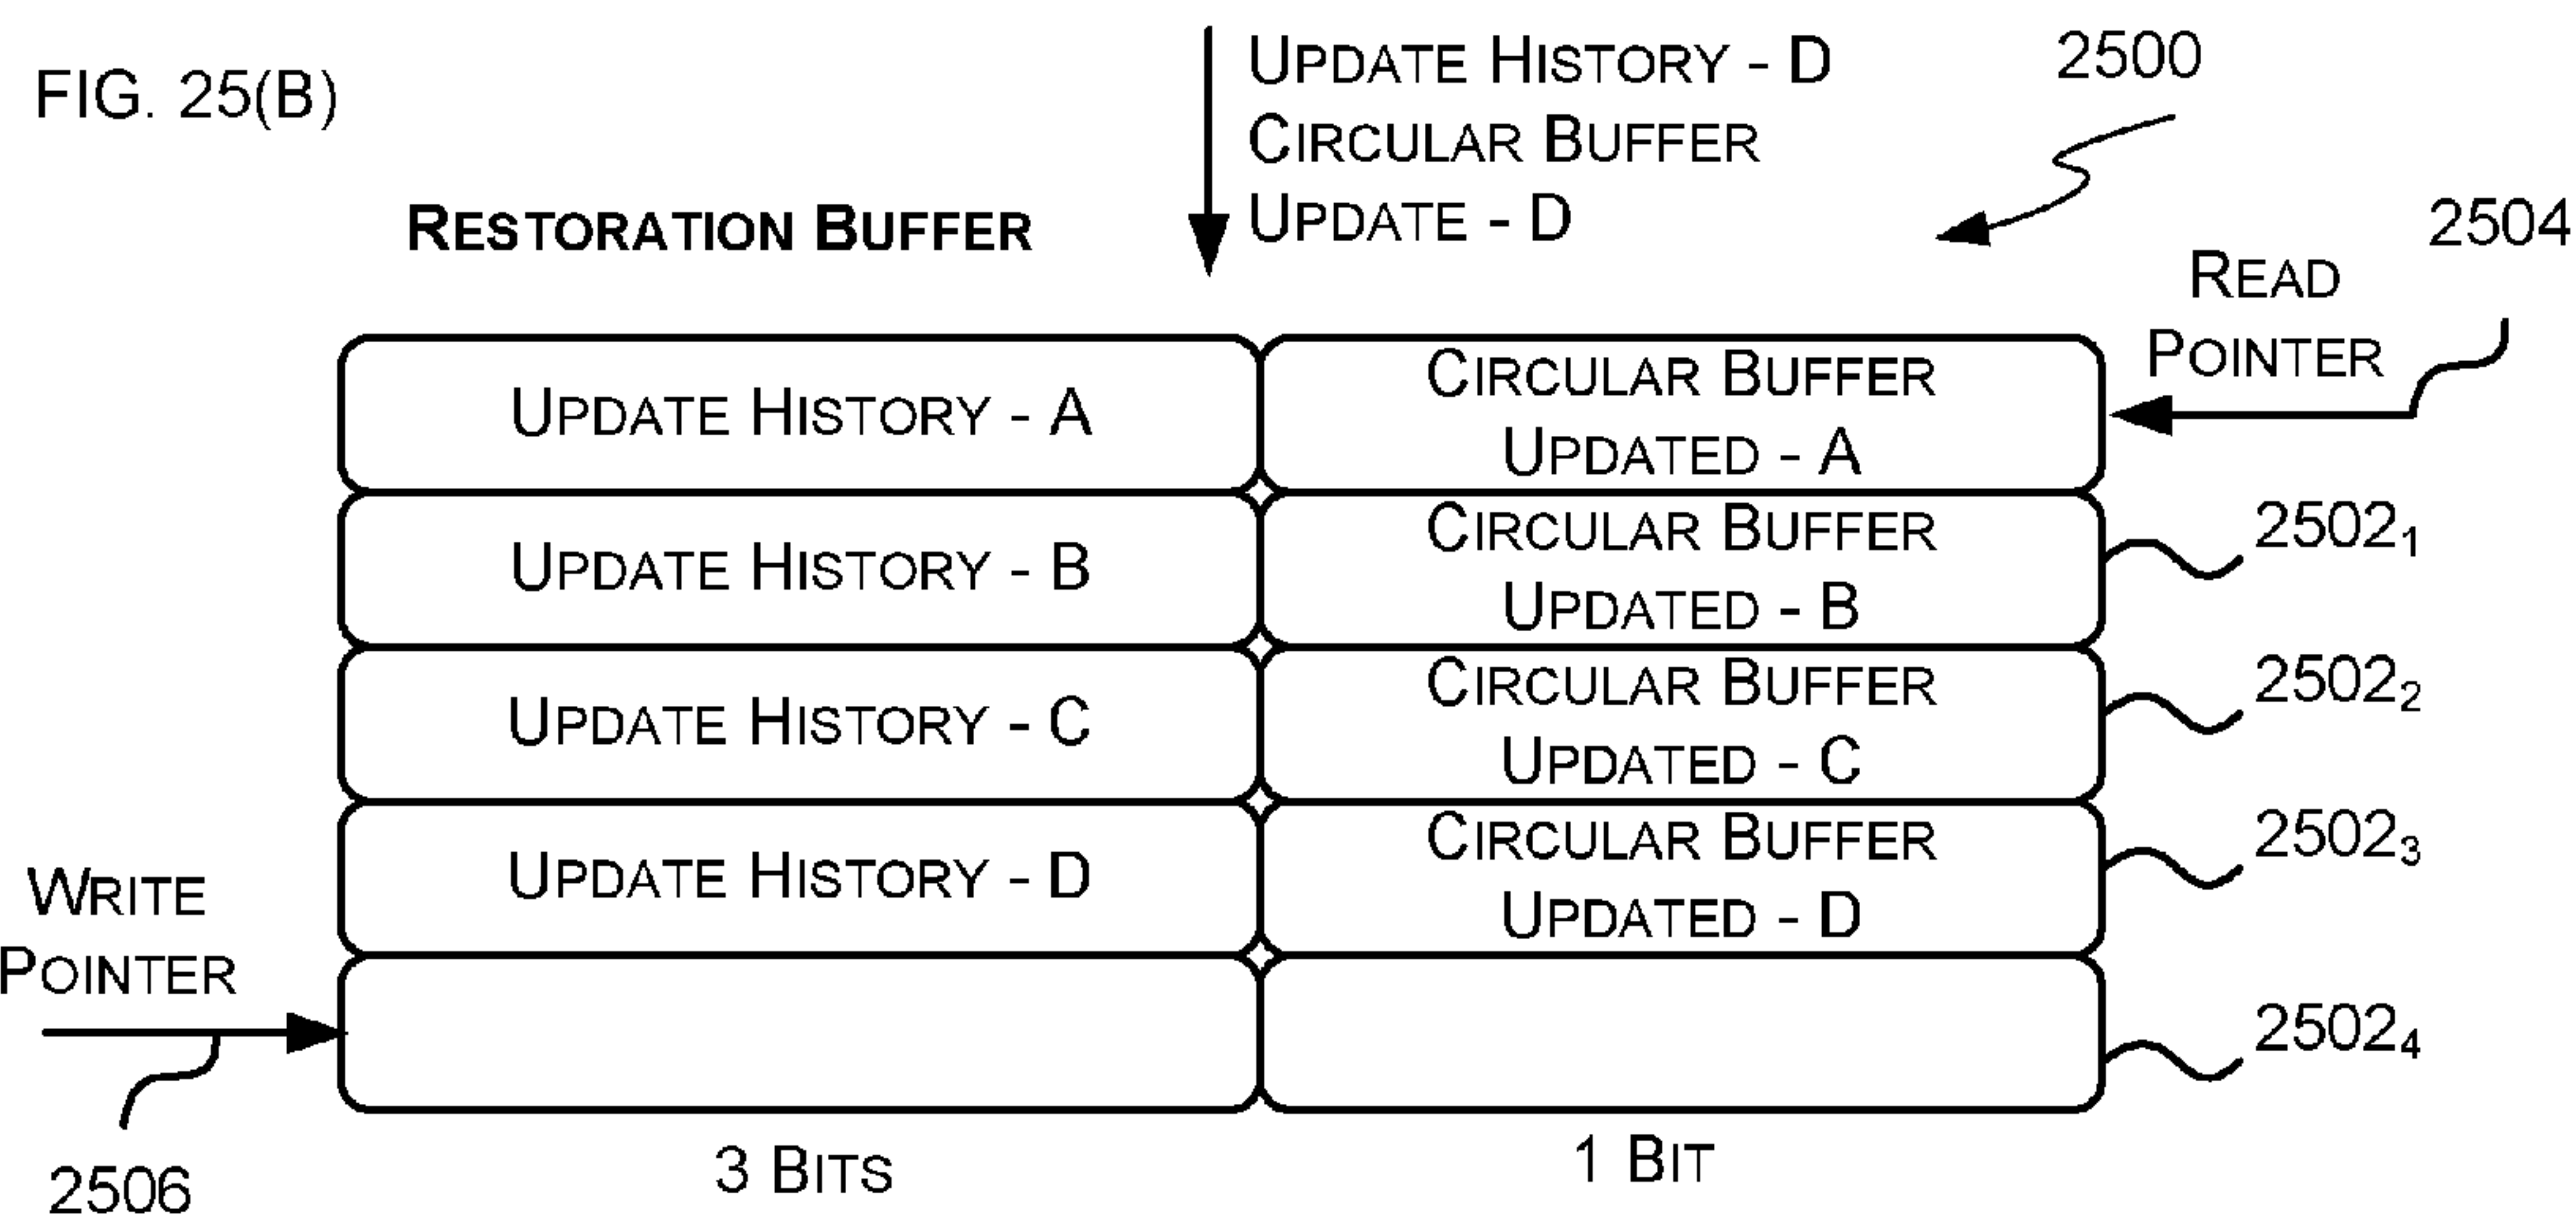 FIG. 25(B)
UPDATE HISTORY - D
CIRCULAR BUFFER
UPDATE - D
2500
RESTORATION BUFFER
2504
READ
POINTER
UPDATE HISTORY - A
CIRCULAR BUFFER
UPDATED - A
UPDATE HISTORY - B
CIRCULAR BUFFER
UPDATED - B
2502₁
UPDATE HISTORY - C
CIRCULAR BUFFER
UPDATED - C
2502₂
UPDATE HISTORY - D
CIRCULAR BUFFER
UPDATED - D
2502₃
WRITE
POINTER
2502₄
2506
3 BITS
1 BIT